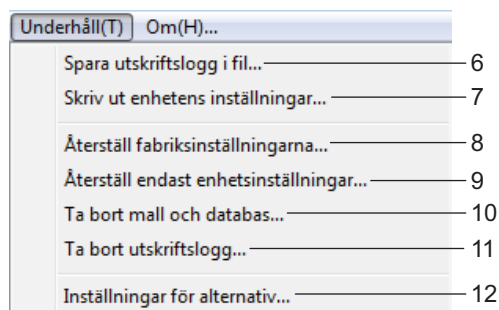 Underhåll(T) Om(H)...
Spara utskriftslogg i fil... 6
Skriv ut enhetens inställningar... 7
Återställ fabriksinställningarna... 8
Återställ endast enhetsinställningar... 9
Ta bort mall och databas... 10
Ta bort utskriftslogg... 11
Inställningar för alternativ... 12